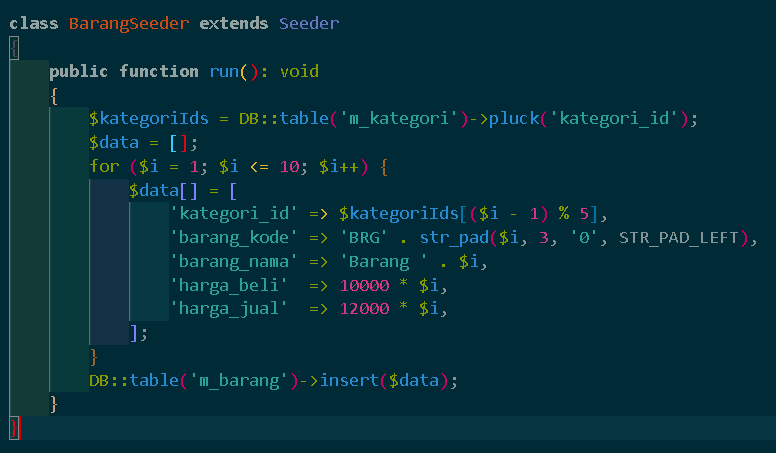 class BarangSeeder extends Seeder
{
    public function run(): void
    {
        $kategoriIds = DB::table('m_kategori')->pluck('kategori_id');
        $data = [];
        for ($i = 1; $i <= 10; $i++) {
            $data[] = [
                'kategori_id' => $kategoriIds[($i - 1) % 5],
                'barang_kode' => 'BRG' . str_pad($i, 3, '0', STR_PAD_LEFT),
                'barang_nama' => 'Barang ' . $i,
                'harga_beli'  => 10000 * $i,
                'harga_jual'  => 12000 * $i,
            ];
        }
        DB::table('m_barang')->insert($data);
    }
}